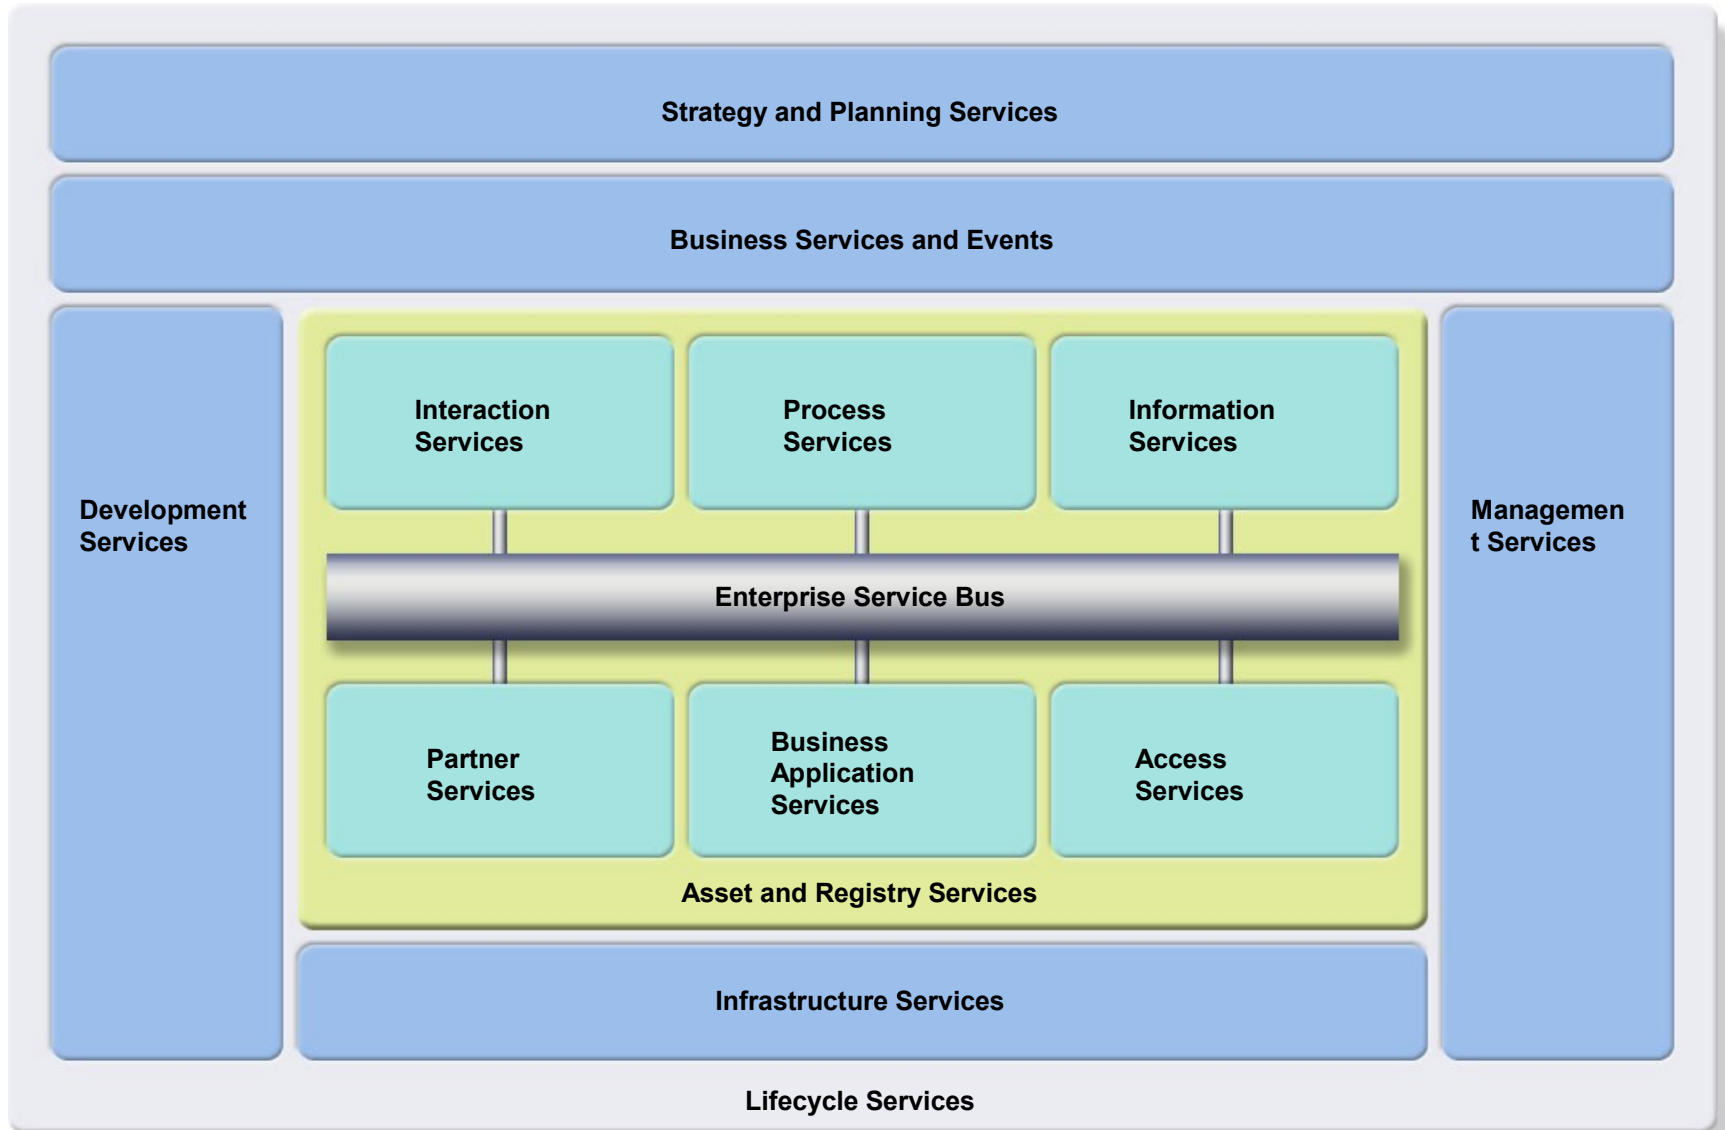 Strategy and Planning Services
Business Services and Events
Development
Services
Interaction
Services
Process
Services
Information
Services
Managemen
t Services
Enterprise Service Bus
Partner
Services
Business
Application
Services
Access
Services
Asset and Registry Services
Infrastructure Services
Lifecycle Services